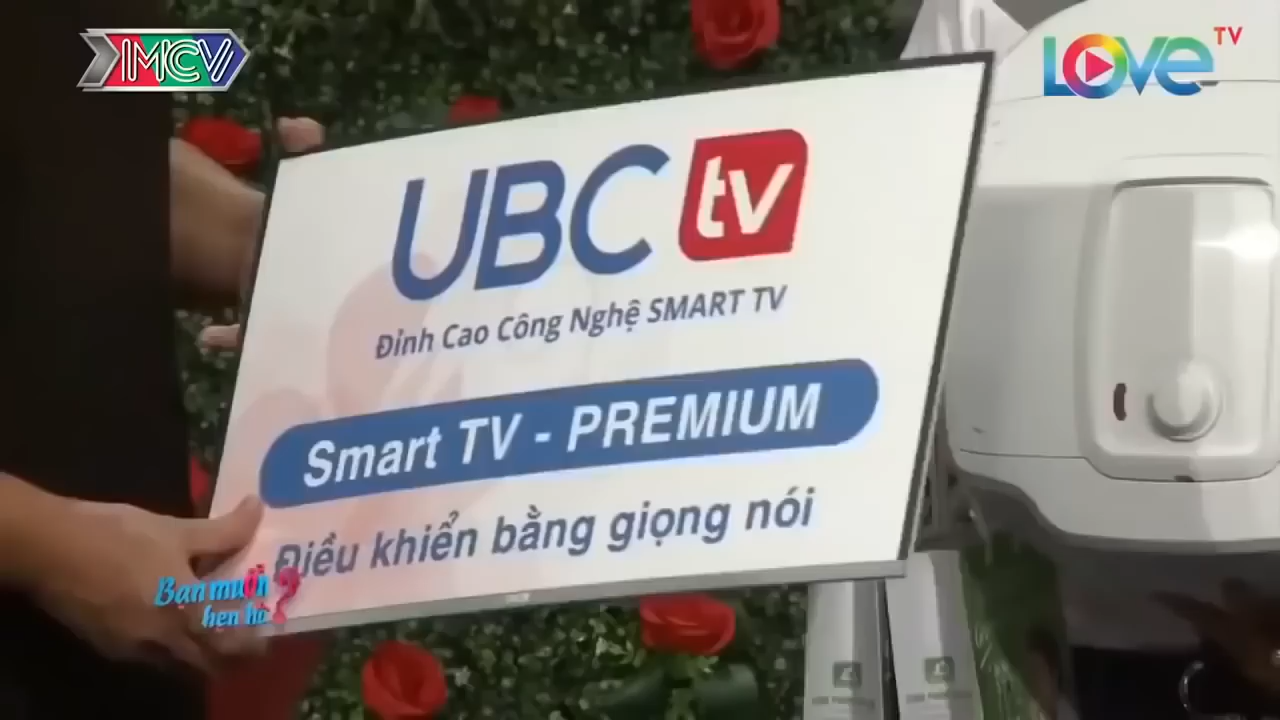 MCV
LOVE TV
UBC tv
Đỉnh Cao Công Nghệ SMART TV
Smart TV - PREMIUM
Điều khiển bằng giọng nói
Bạn muốn
hẹn hò?